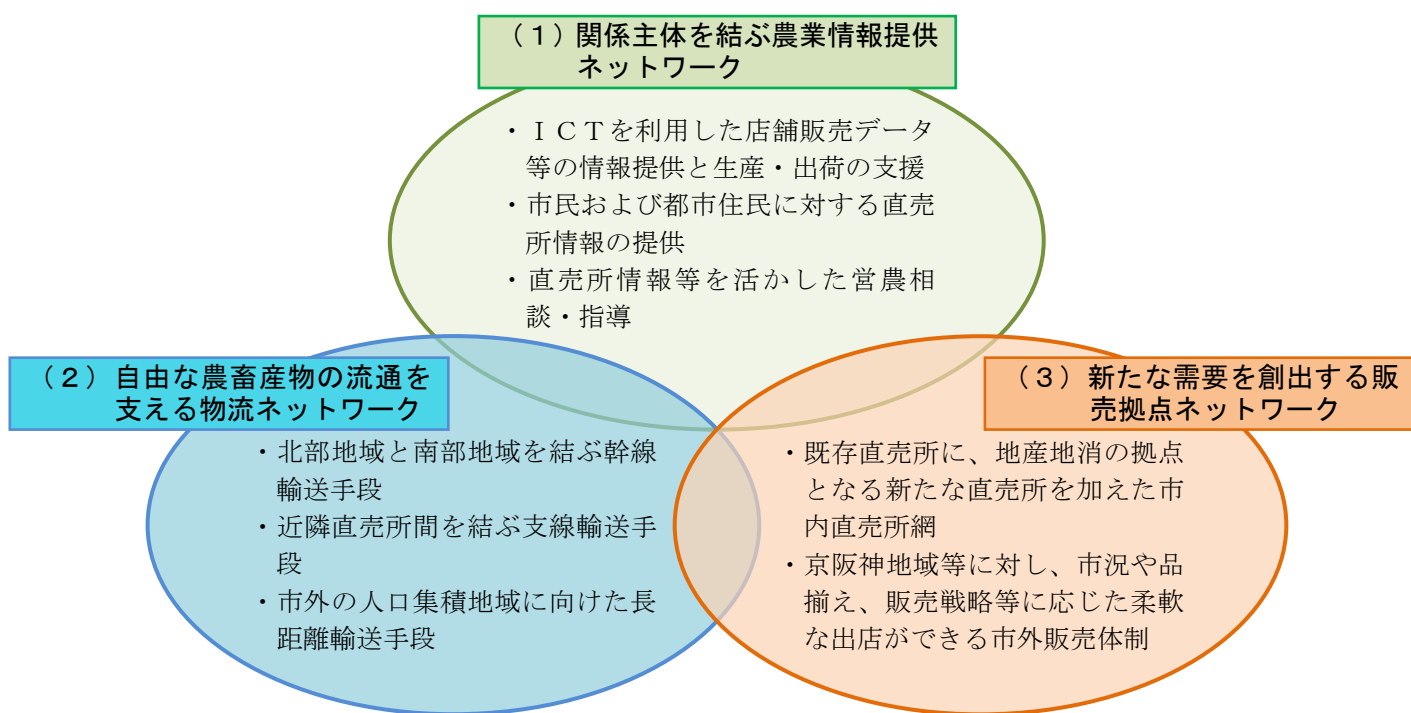 （１）関係主体を結ぶ農業情報提供
ネットワーク
・ＩＣＴを利用した店舗販売データ
等の情報提供と生産・出荷の支援
・市民および都市住民に対する直売
所情報の提供
・直売所情報等を活かした営農相
談・指導
（２）自由な農畜産物の流通を
支える物流ネットワーク
・北部地域と南部地域を結ぶ幹線
輸送手段
・近隣直売所間を結ぶ支線輸送手
段
・市外の人口集積地域に向けた長
距離輸送手段
（３）新たな需要を創出する販
売拠点ネットワーク
・既存直売所に、地産地消の拠点
となる新たな直売所を加えた市
内直売所網
・京阪神地域等に対し、市況や品
揃え、販売戦略等に応じた柔軟
な出店ができる市外販売体制